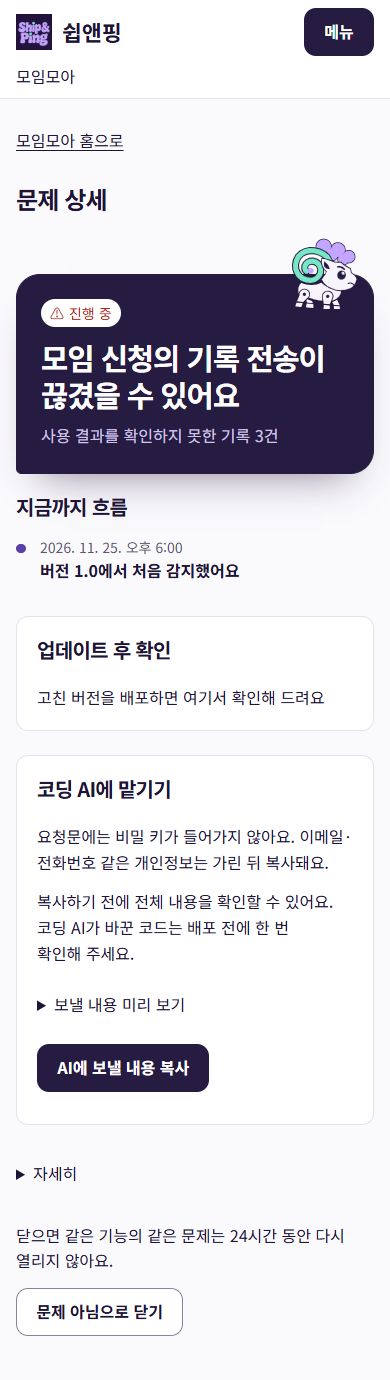 Ship&
Ping
쉽앤핑
메뉴
모임모아
모임모아 홈으로
문제 상세
진행 중
모임 신청의 기록 전송이
끊겼을 수 있어요
사용 결과를 확인하지 못한 기록 3건
지금까지 흐름
2026. 11. 25. 오후 6:00
버전 1.0에서 처음 감지했어요
업데이트 후 확인
고친 버전을 배포하면 여기서 확인해 드려요
코딩 AI에 맡기기
요청문에는 비밀 키가 들어가지 않아요. 이메일·
전화번호 같은 개인정보는 가린 뒤 복사돼요.
복사하기 전에 전체 내용을 확인할 수 있어요.
코딩 AI가 바꾼 코드는 배포 전에 한 번
확인해 주세요.
보낼 내용 미리 보기
AI에 보낼 내용 복사
자세히
닫으면 같은 기능의 같은 문제는 24시간 동안 다시
열리지 않아요.
문제 아님으로 닫기